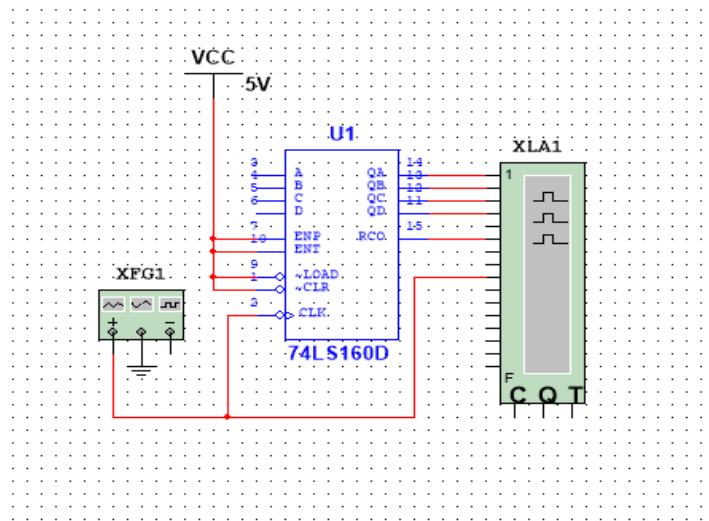 VCC
5V
U1
XLA1
3 A QA 14
4 B QB 13
5 C QC 12
6 D QD 11
7 ENP RCO 15
10 ENT
9 ~LOAD
1 ~CLR
2 CLK
74LS160D
XFG1
+ −
1
F
C Q T